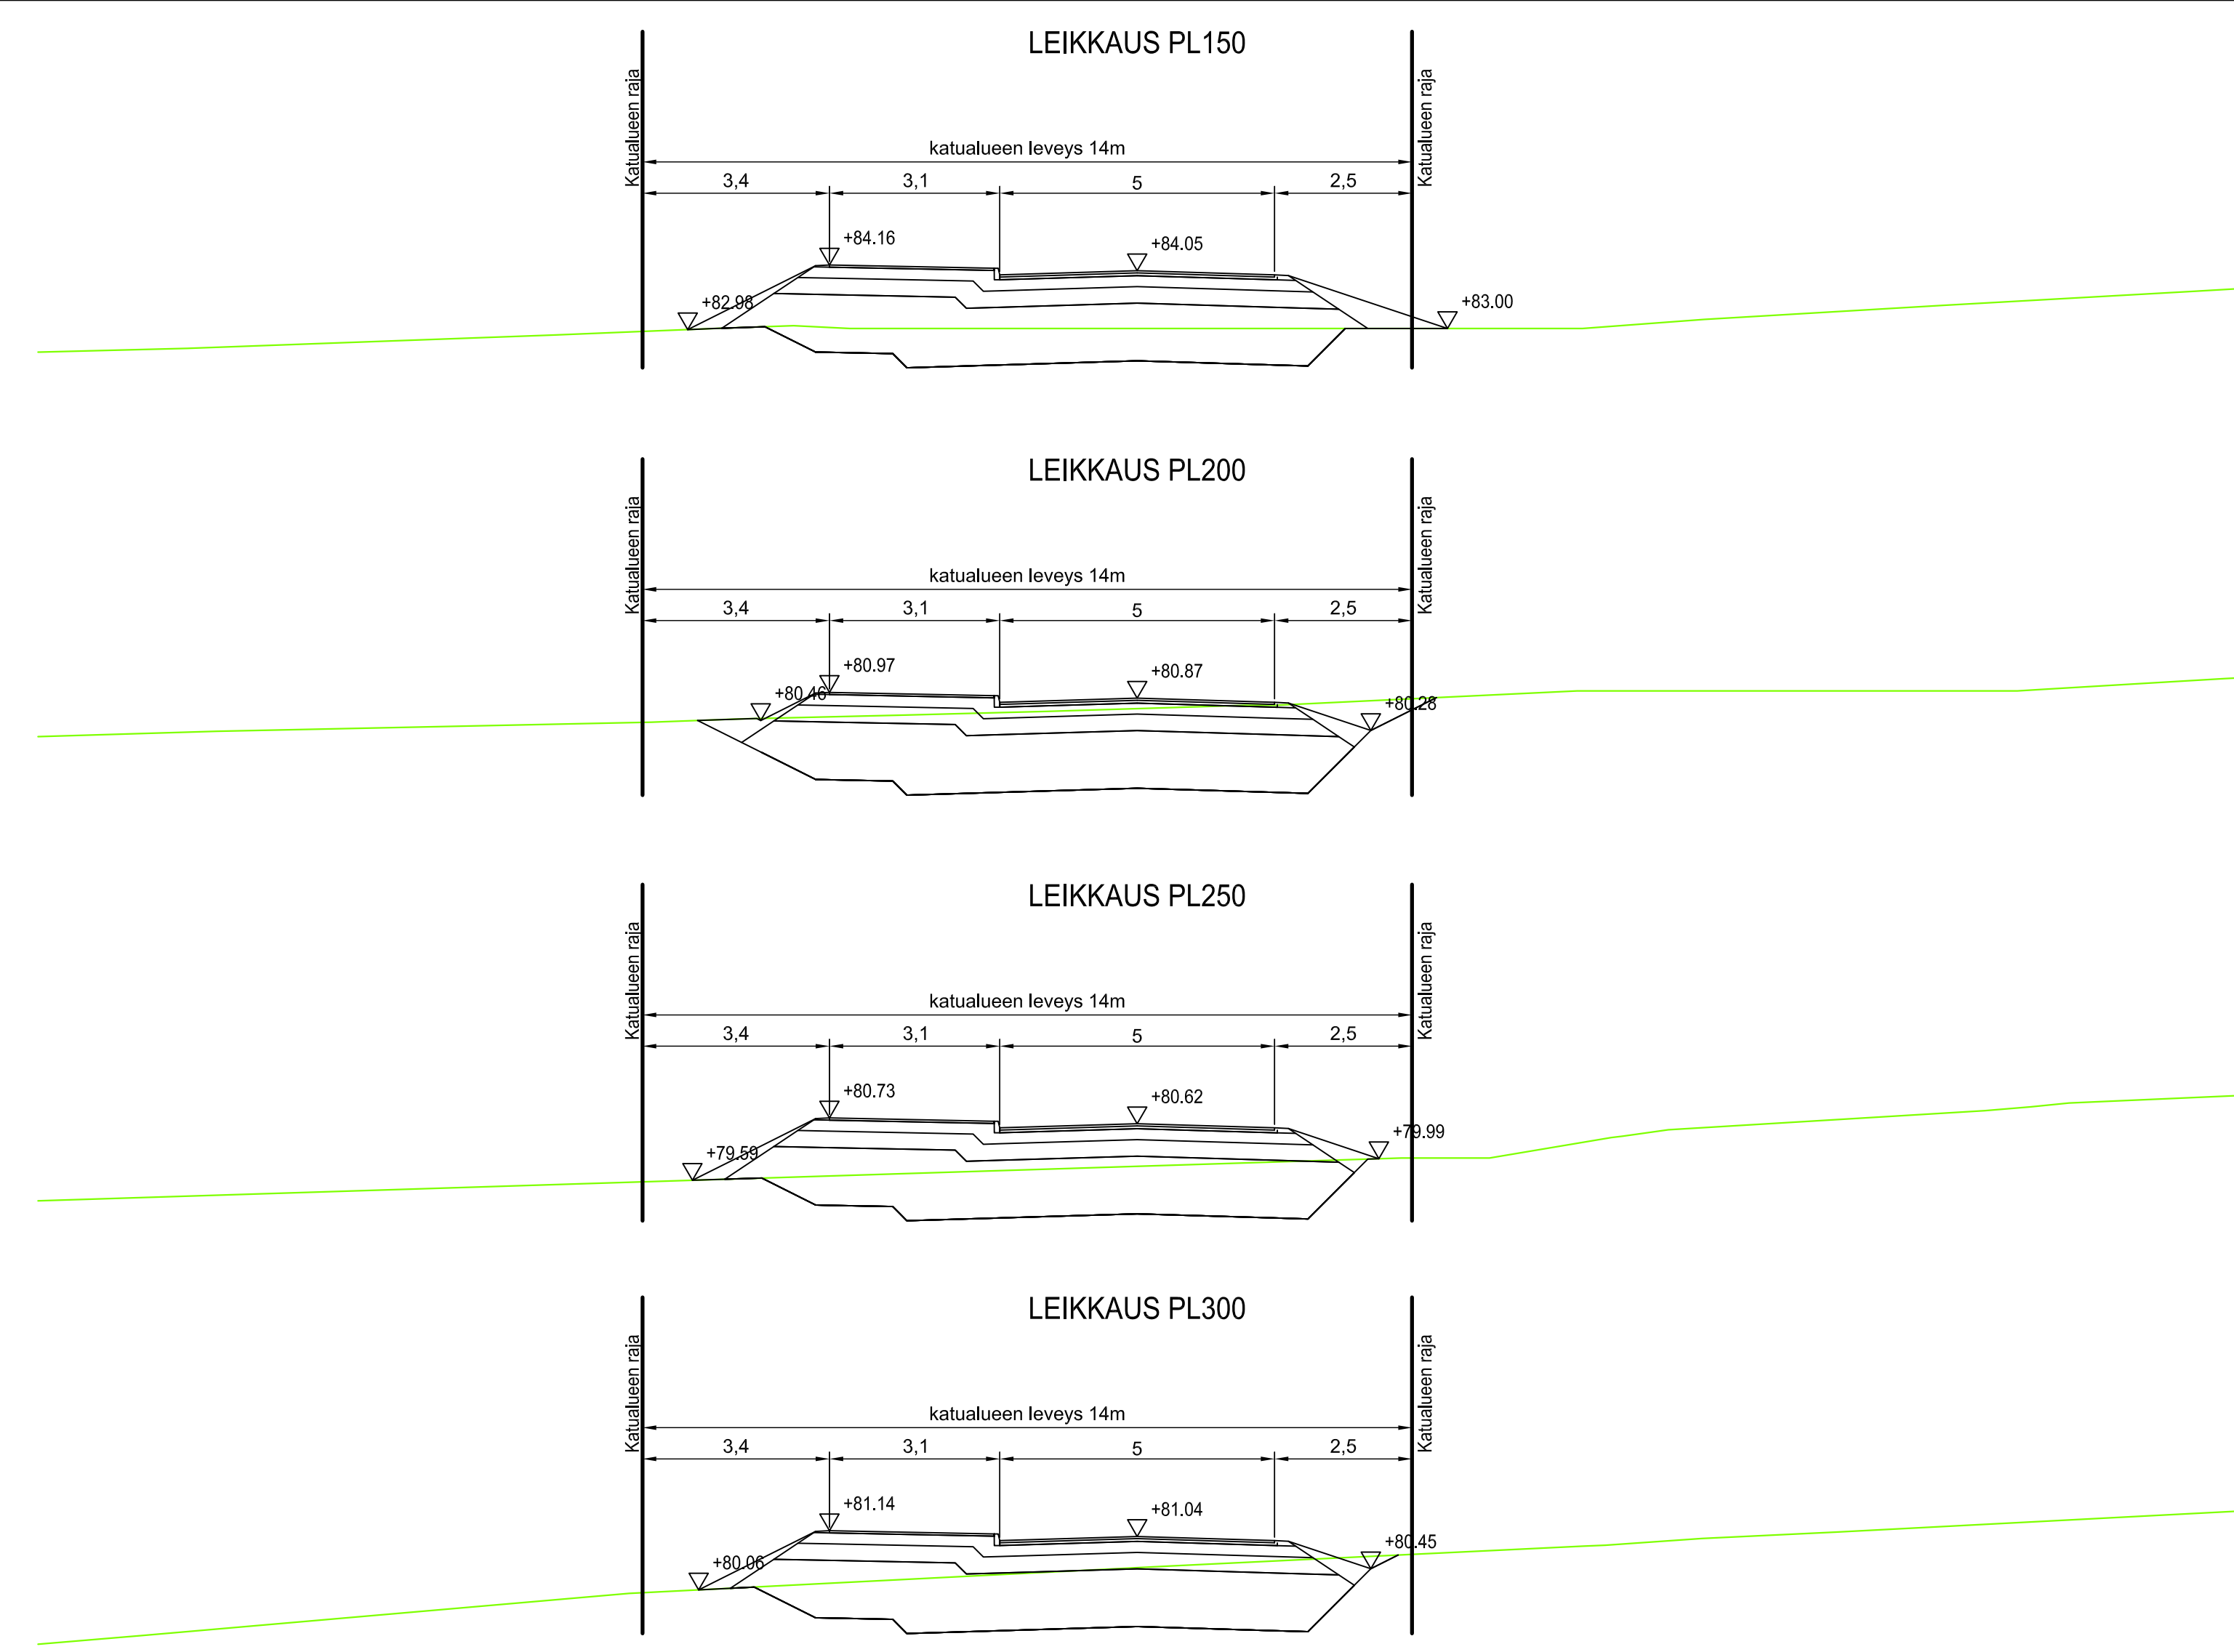 LEIKKAUS PL150
Katualueen raja
Katualueen raja
katualueen leveys 14m
3,4 3,1 5 2,5
+84.16 +84.05
+82.98 +83.00
LEIKKAUS PL200
Katualueen raja
Katualueen raja
katualueen leveys 14m
3,4 3,1 5 2,5
+80.97 +80.87
+80.46 +80.28
LEIKKAUS PL250
Katualueen raja
Katualueen raja
katualueen leveys 14m
3,4 3,1 5 2,5
+80.73 +80.62
+79.59 +79.99
LEIKKAUS PL300
Katualueen raja
Katualueen raja
katualueen leveys 14m
3,4 3,1 5 2,5
+81.14 +81.04
+80.06 +80.45